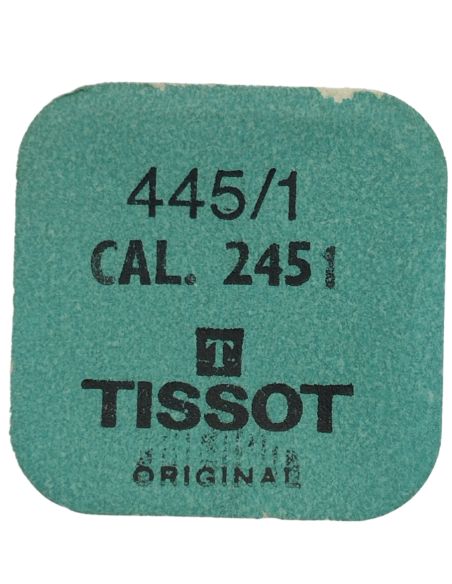 445/1
CAL. 2451
T
TISSOT
ORIGINAL